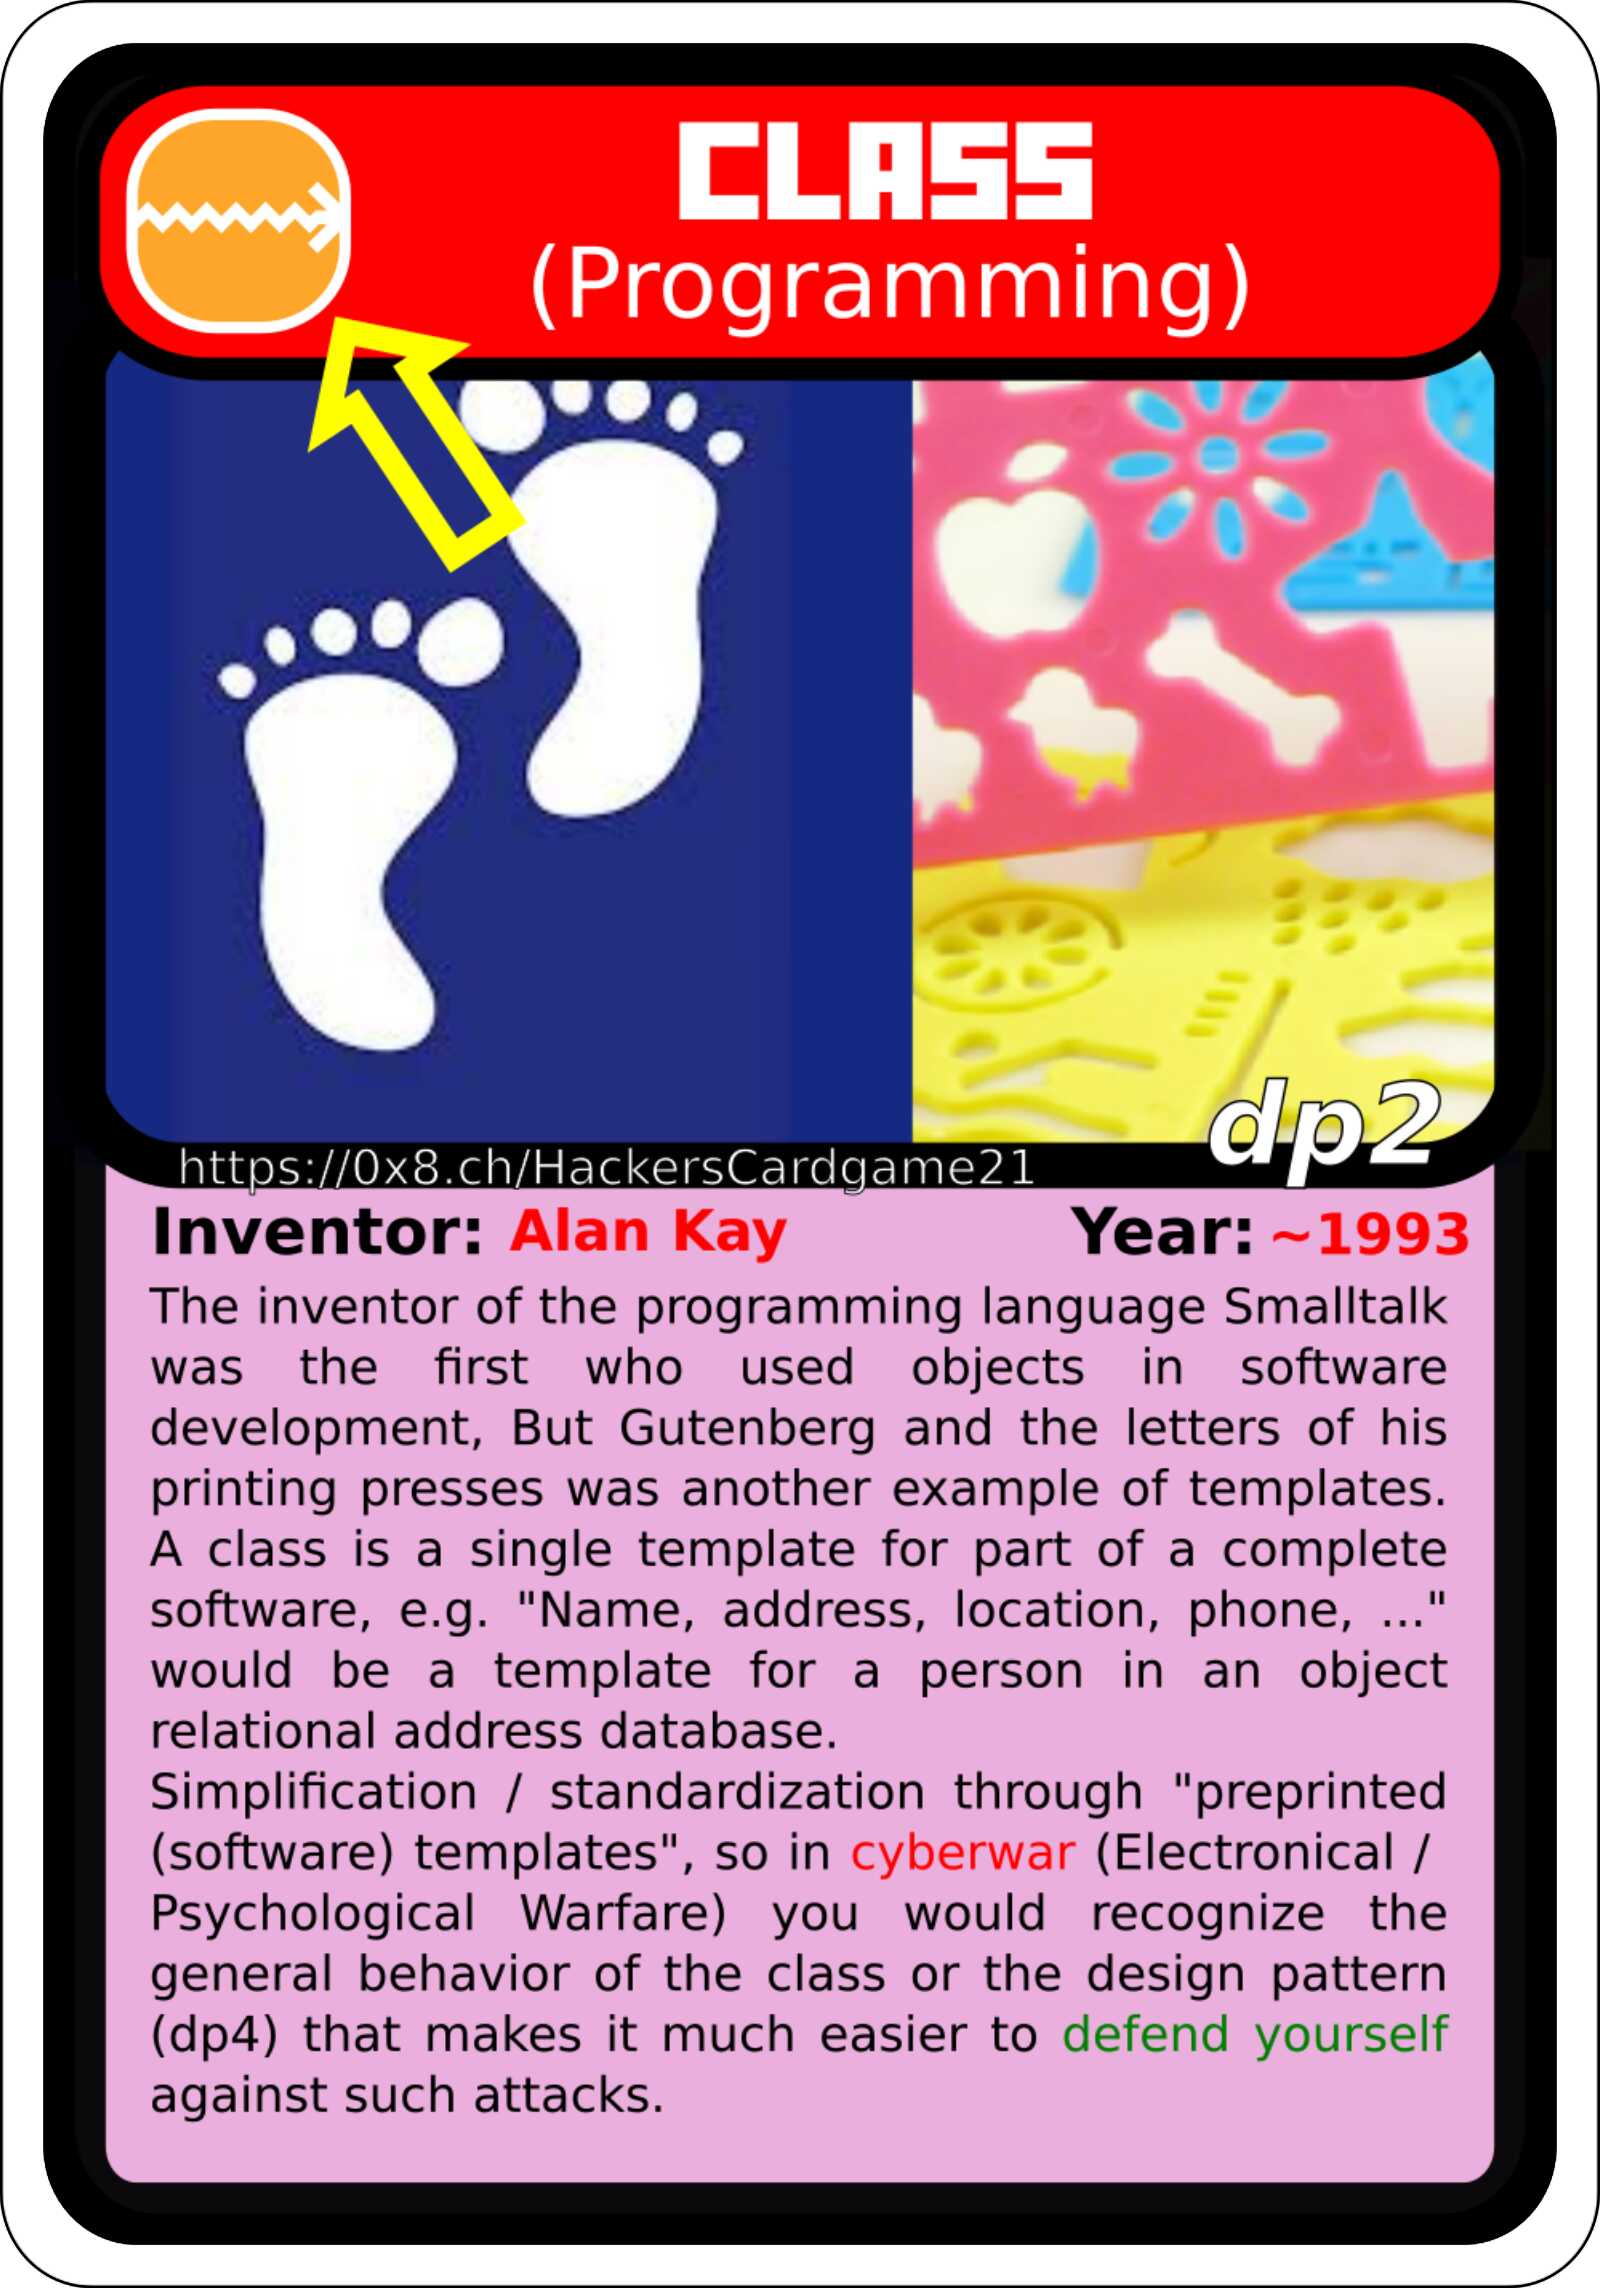 CLASS
(Programming)
dp2
https://0x8.ch/HackersCardgame21
Inventor: Alan Kay Year: ~1993
The inventor of the programming language Smalltalk
was the first who used objects in software
development, But Gutenberg and the letters of his
printing presses was another example of templates.
A class is a single template for part of a complete
software, e.g. "Name, address, location, phone, ..."
would be a template for a person in an object
relational address database.
Simplification / standardization through "preprinted
(software) templates", so in cyberwar (Electronical /
Psychological Warfare) you would recognize the
general behavior of the class or the design pattern
(dp4) that makes it much easier to defend yourself
against such attacks.